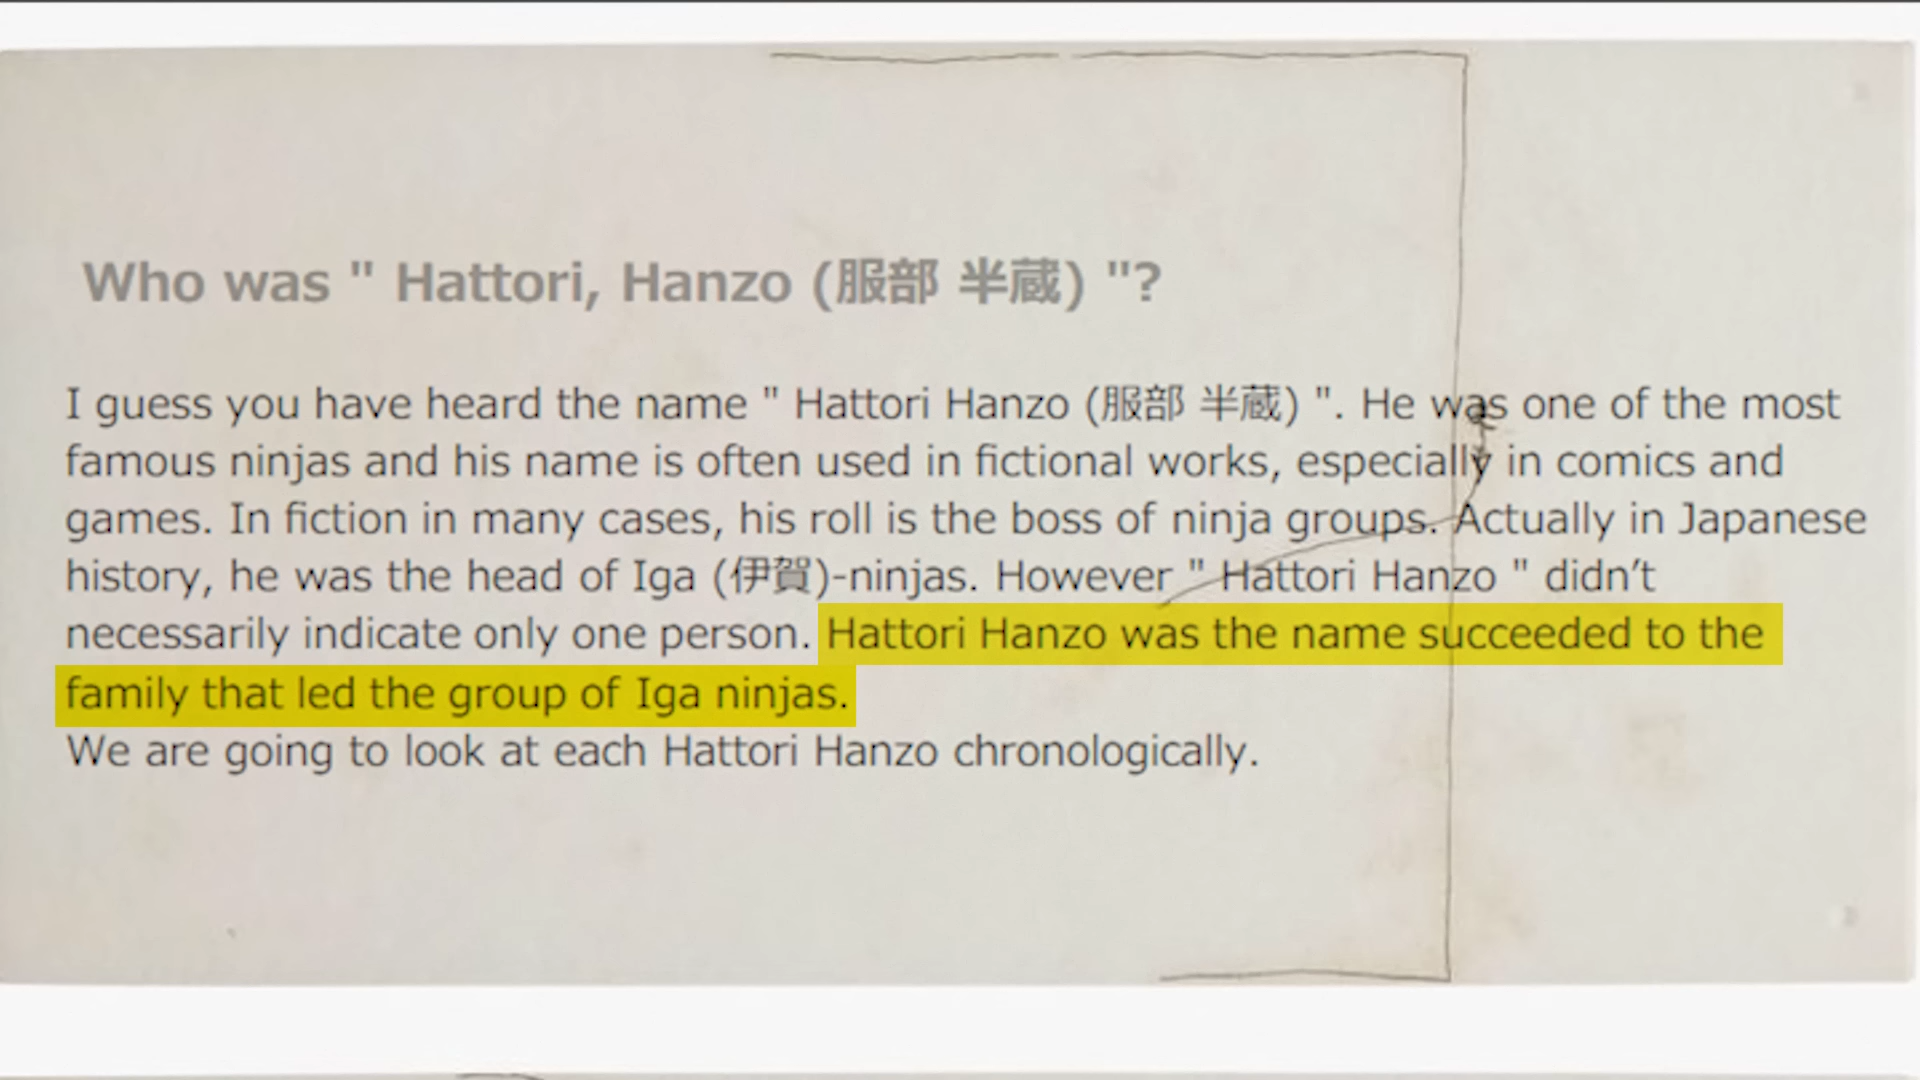 Who was " Hattori, Hanzo (服部 半蔵) "?
I guess you have heard the name " Hattori Hanzo (服部 半蔵) ". He was one of the most
famous ninjas and his name is often used in fictional works, especially in comics and
games. In fiction in many cases, his roll is the boss of ninja groups. Actually in Japanese
history, he was the head of Iga (伊賀)-ninjas. However " Hattori Hanzo " didn’t
necessarily indicate only one person. Hattori Hanzo was the name succeeded to the
family that led the group of Iga ninjas.
We are going to look at each Hattori Hanzo chronologically.